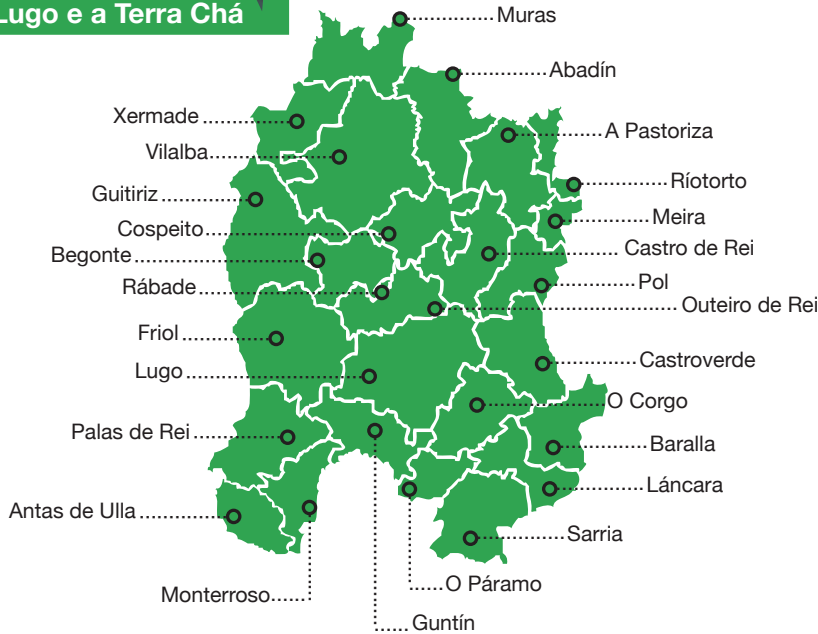 Lugo e a Terra Chá
Muras
Abadín
Xermade
A Pastoriza
Vilalba
Ríotorto
Guitiriz
Meira
Cospeito
Castro de Rei
Begonte
Pol
Rábade
Outeiro de Rei
Friol
Castroverde
Lugo
O Corgo
Palas de Rei
Baralla
Láncara
Antas de Ulla
Sarria
O Páramo
Monterroso
Guntín